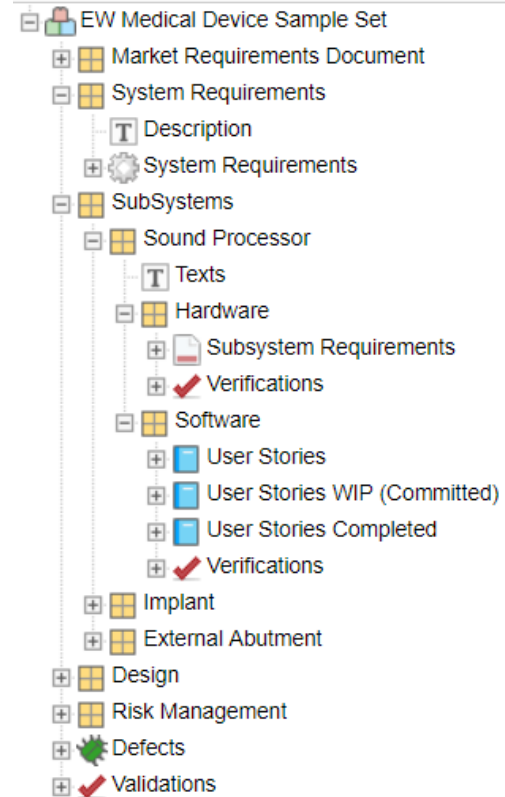 EW Medical Device Sample Set
Market Requirements Document
System Requirements
T Description
System Requirements
SubSystems
Sound Processor
T Texts
Hardware
Subsystem Requirements
Verifications
Software
User Stories
User Stories WIP (Committed)
User Stories Completed
Verifications
Implant
External Abutment
Design
Risk Management
Defects
Validations